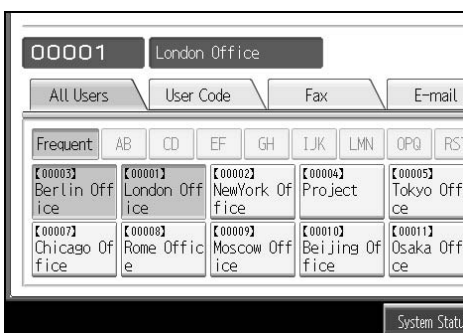 00001 London Office
All Users User Code Fax E-mail
Frequent AB CD EF GH IJK LMN OPQ RST
【00003】 【00001】 【00002】 【00004】 【00005】
Berlin Off London Off NewYork Of Project Tokyo Off
ice ice fice ce
【00007】 【00008】 【00009】 【00010】 【00011】
Chicago Of Rome Offic Moscow Off Beijing Of Osaka Off
fice e ice fice ce
System Statu